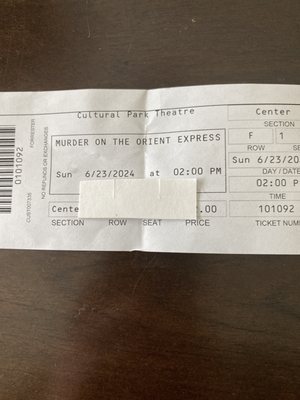 Cultural Park Theatre
MURDER ON THE ORIENT EXPRESS
Sun 6/23/2024 at 02:00 PM
Cente
.00
SECTION ROW SEAT PRICE
0101092
FORRESTER
NO REFUNDS OR EXCHANGES
Center
SECTION
F 1
ROW
Sun 6/23/20
DAY / DATE
02:00 P
TIME
101092
TICKET NUM